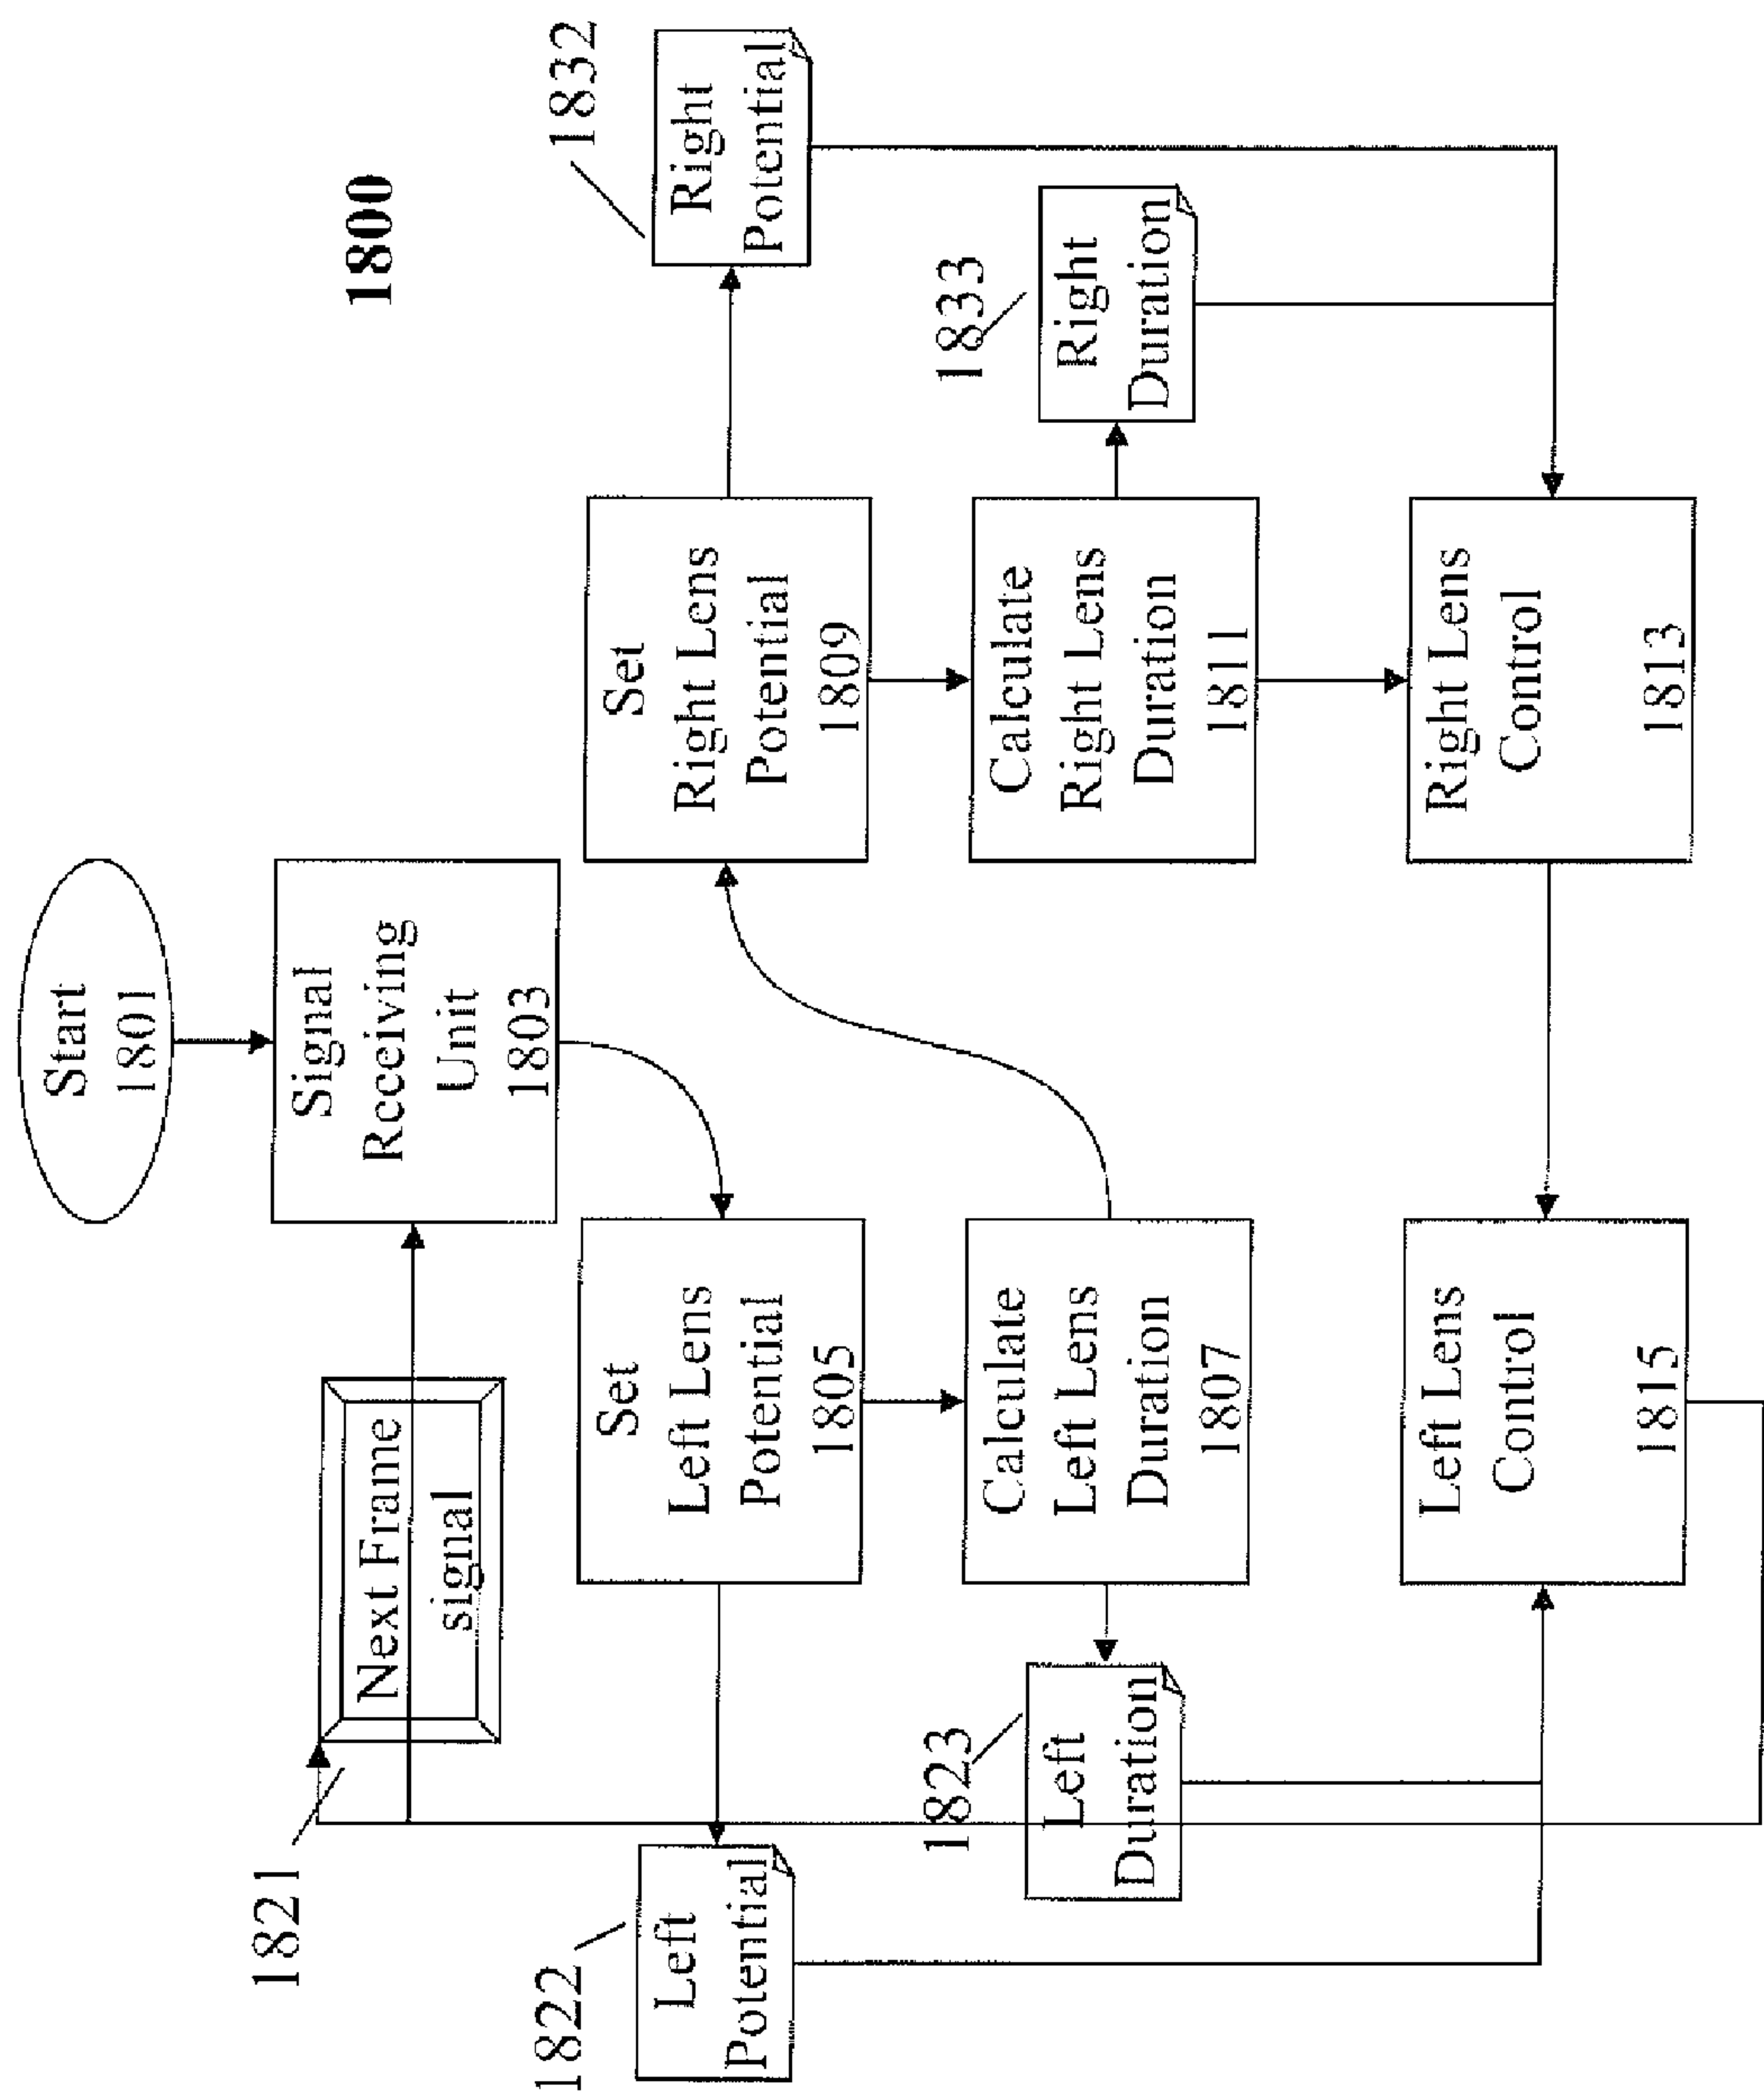 1800
Start
1801
1821
Next Frame
signal
Signal
Receiving
Unit
1803
1822
Left
Potential
Set
Left Lens
Potential
1805
Set
Right Lens
Potential
1809
1832
Right
Potential
1823
Left
Duration
Calculate
Left Lens
Duration
1807
Calculate
Right Lens
Duration
1811
1833
Right
Duration
Left Lens
Control
1815
Right Lens
Control
1813